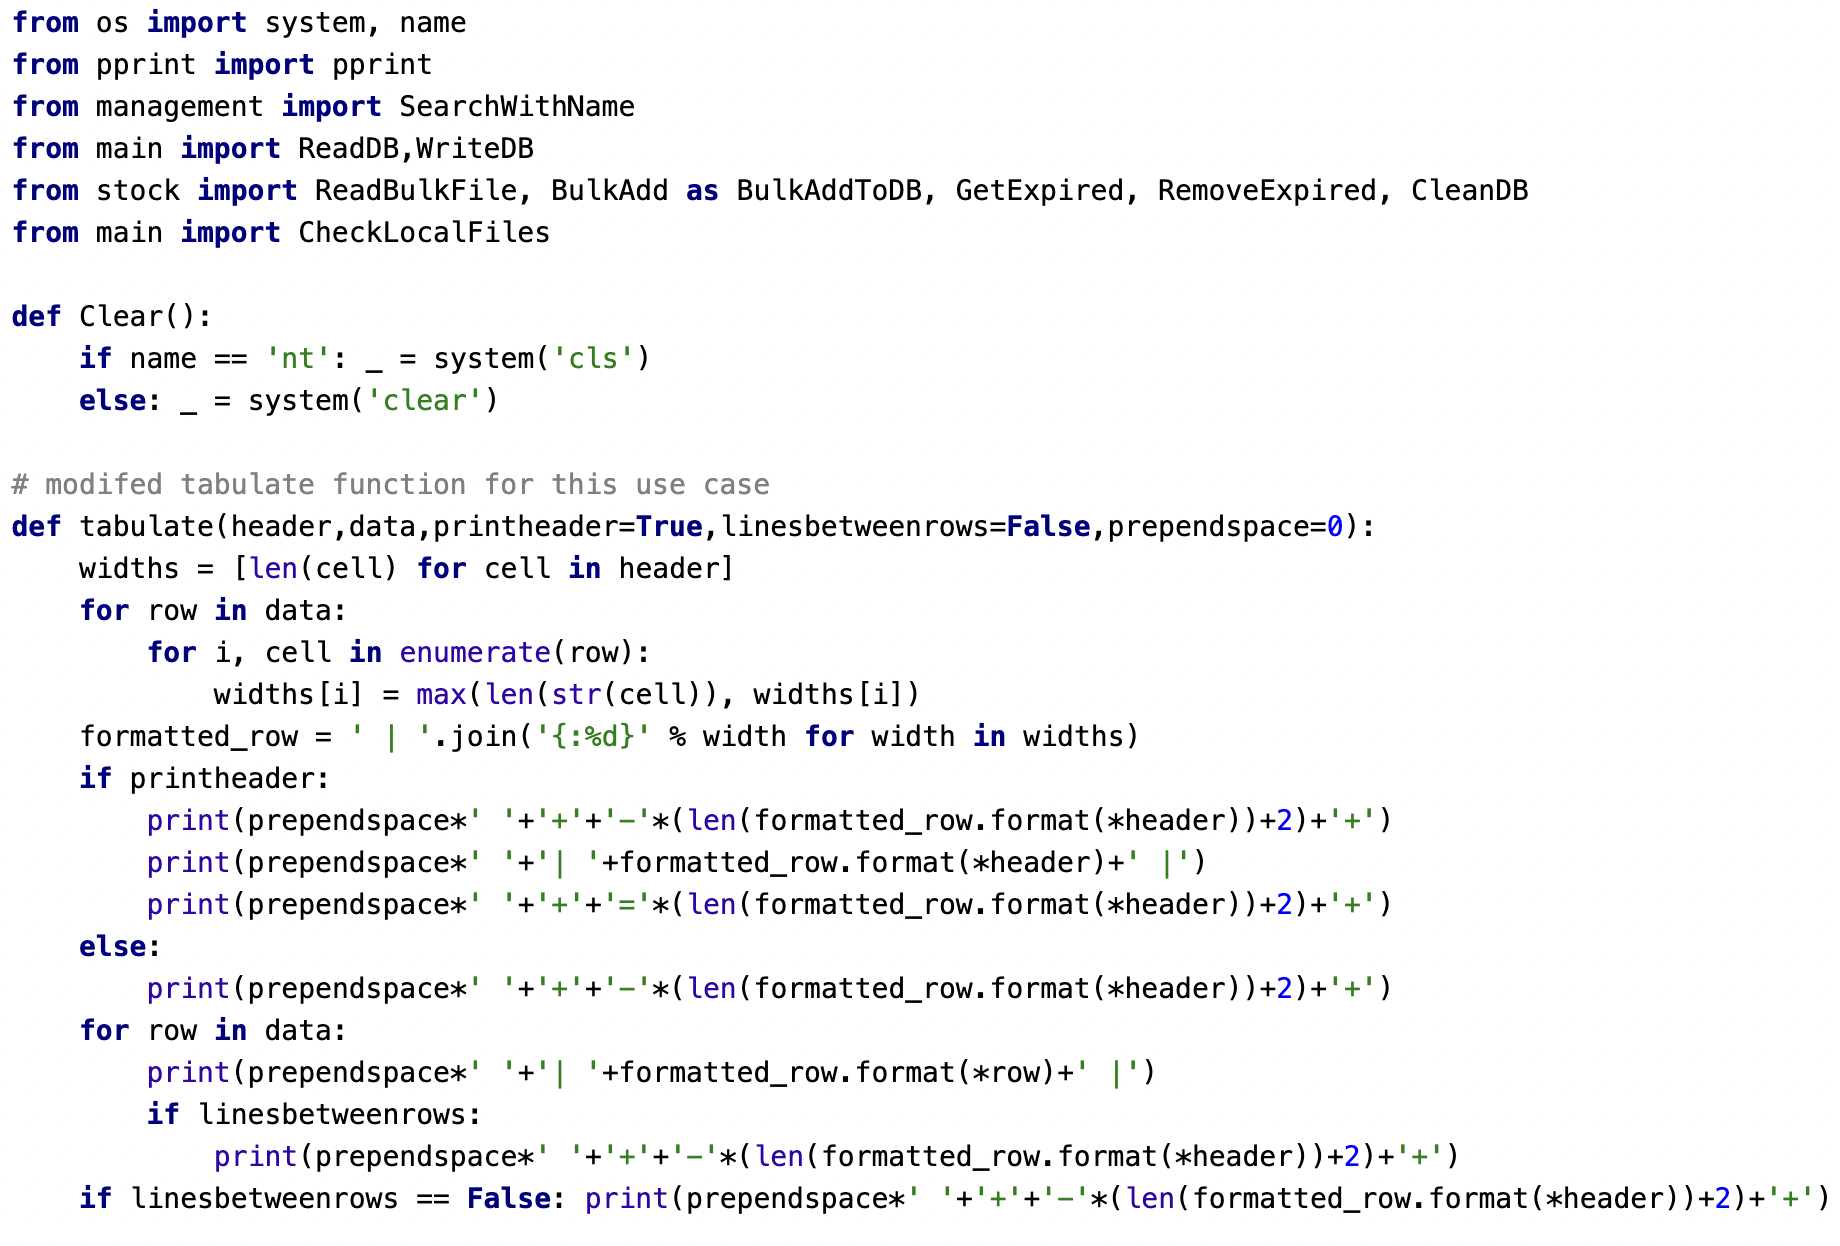 from os import system, name
from pprint import pprint
from management import SearchWithName
from main import ReadDB,WriteDB
from stock import ReadBulkFile, BulkAdd as BulkAddToDB, GetExpired, RemoveExpired, CleanDB
from main import CheckLocalFiles

def Clear():
    if name == 'nt': _ = system('cls')
    else: _ = system('clear')

# modifed tabulate function for this use case
def tabulate(header,data,printheader=True,linesbetweenrows=False,prependspace=0):
    widths = [len(cell) for cell in header]
    for row in data:
        for i, cell in enumerate(row):
            widths[i] = max(len(str(cell)), widths[i])
    formatted_row = ' | '.join('{:%d}' % width for width in widths)
    if printheader:
        print(prependspace*' '+'+'+'-'*(len(formatted_row.format(*header))+2)+'+')
        print(prependspace*' '+'| '+formatted_row.format(*header)+' |')
        print(prependspace*' '+'+'+'='*(len(formatted_row.format(*header))+2)+'+')
    else:
        print(prependspace*' '+'+'+'-'*(len(formatted_row.format(*header))+2)+'+')
    for row in data:
        print(prependspace*' '+'| '+formatted_row.format(*row)+' |')
        if linesbetweenrows:
            print(prependspace*' '+'+'+'-'*(len(formatted_row.format(*header))+2)+'+')
    if linesbetweenrows == False: print(prependspace*' '+'+'+'-'*(len(formatted_row.format(*header))+2)+'+')